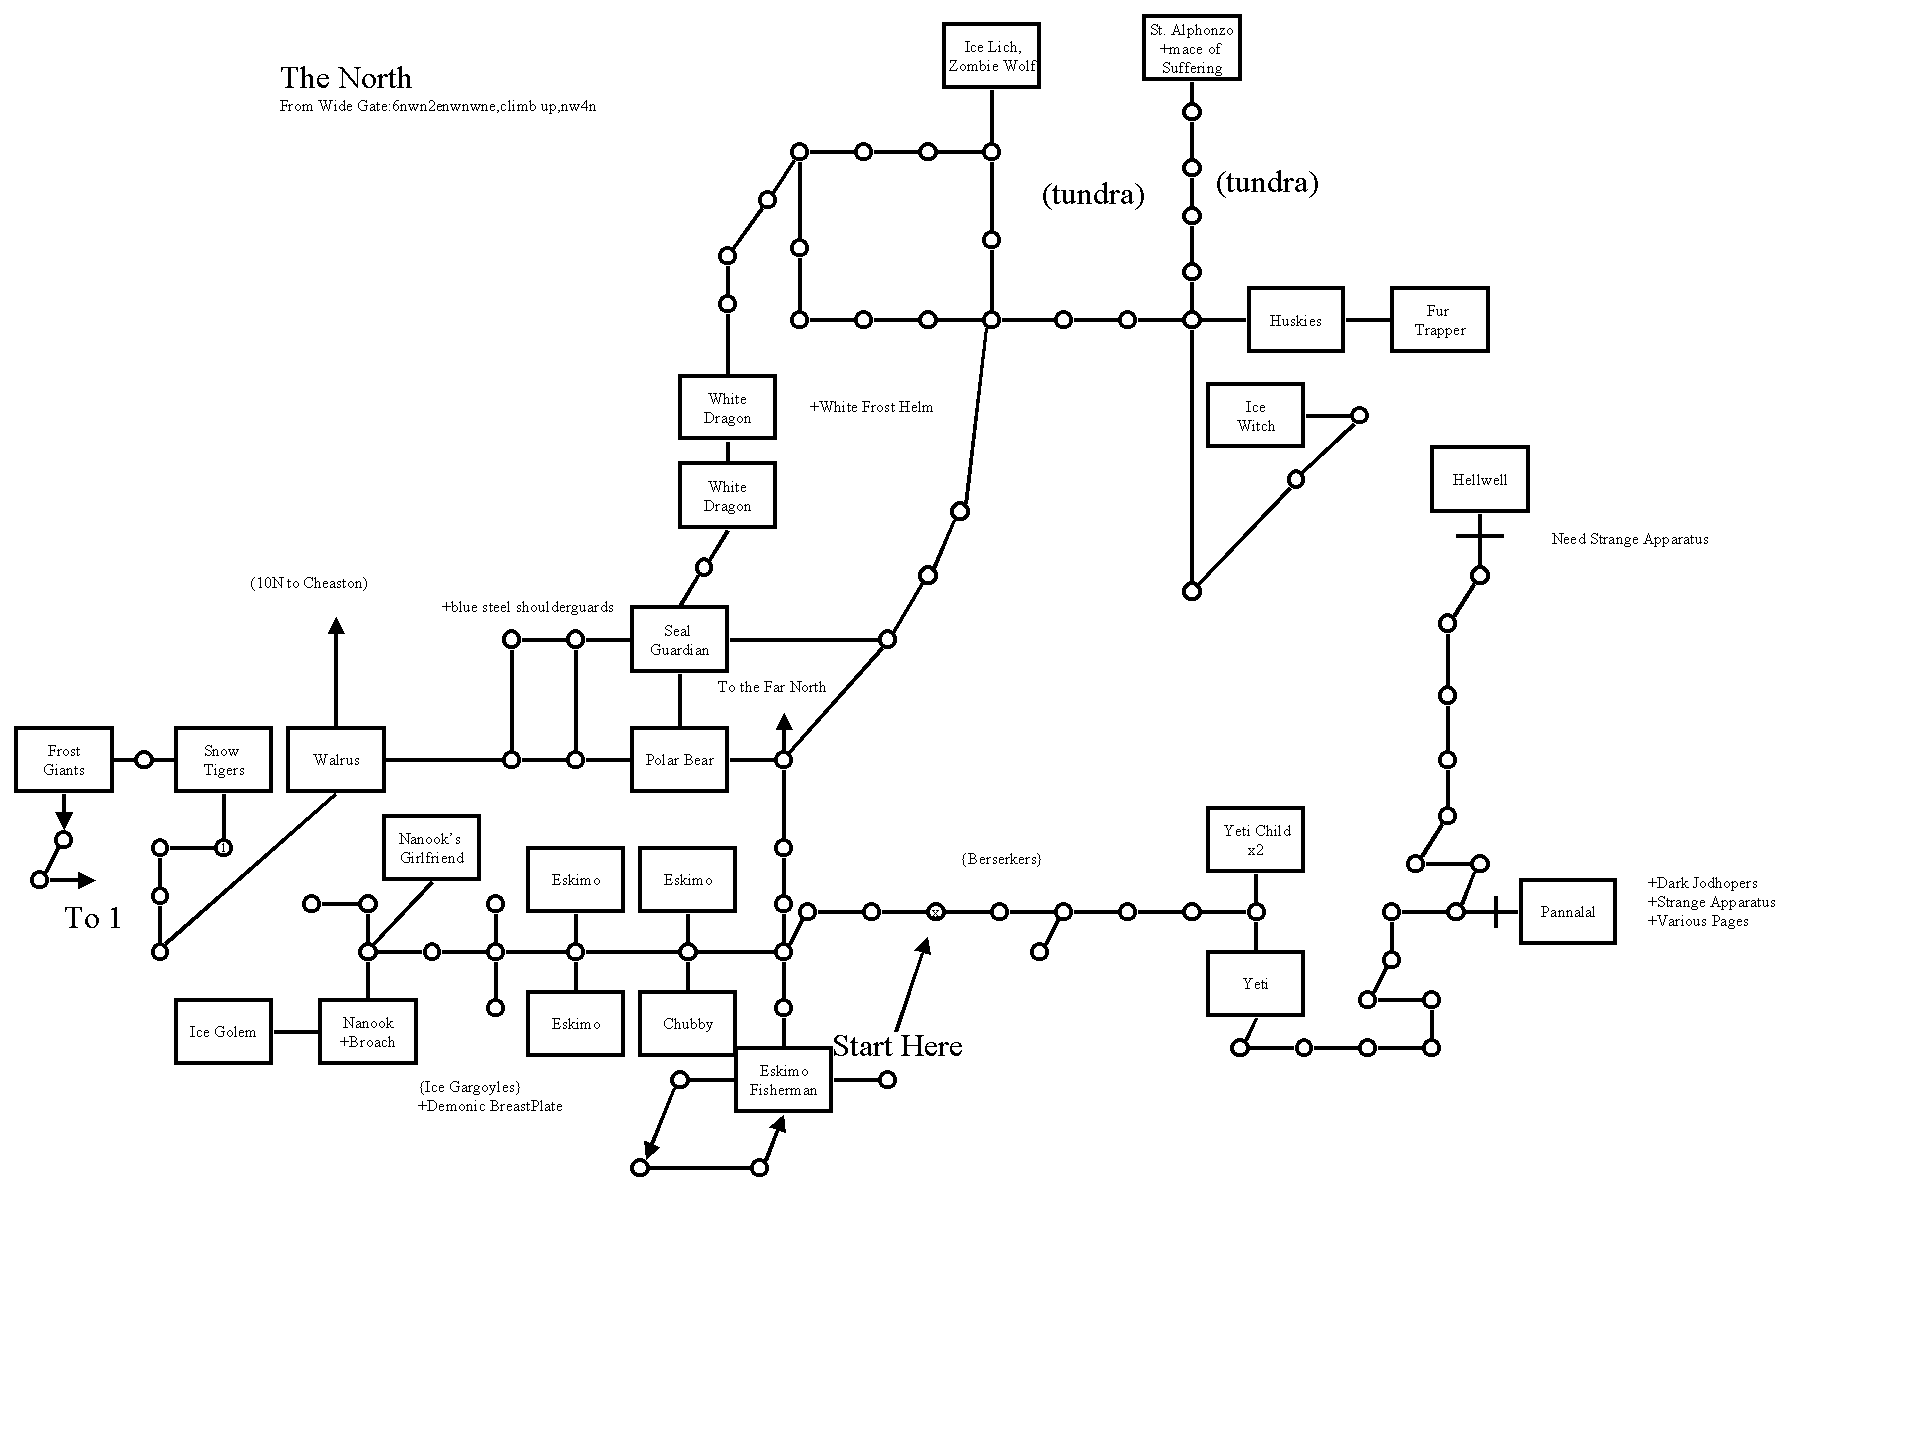 The North
From Wide Gate:6nwn2enwnwne,climb up,nw4n
Ice Lich,
Zombie Wolf
St. Alphonzo
+mace of
Suffering
(tundra)
(tundra)
Huskies
Fur
Trapper
White
Dragon
+White Frost Helm
Ice
Witch
White
Dragon
Hellwell
Need Strange Apparatus
(10N to Cheaston)
+blue steel shoulderguards
Seal
Guardian
To the Far North
Frost
Giants
Snow
Tigers
Walrus
Polar Bear
1
Nanook's
Girlfriend
Eskimo
Eskimo
{Berserkers}
Yeti Child
x2
To 1
x
Pannalal
+Dark Jodhopers
+Strange Apparatus
+Various Pages
Yeti
Ice Golem
Nanook
+Broach
Eskimo
Chubby
Start Here
Eskimo
Fisherman
{Ice Gargoyles}
+Demonic BreastPlate